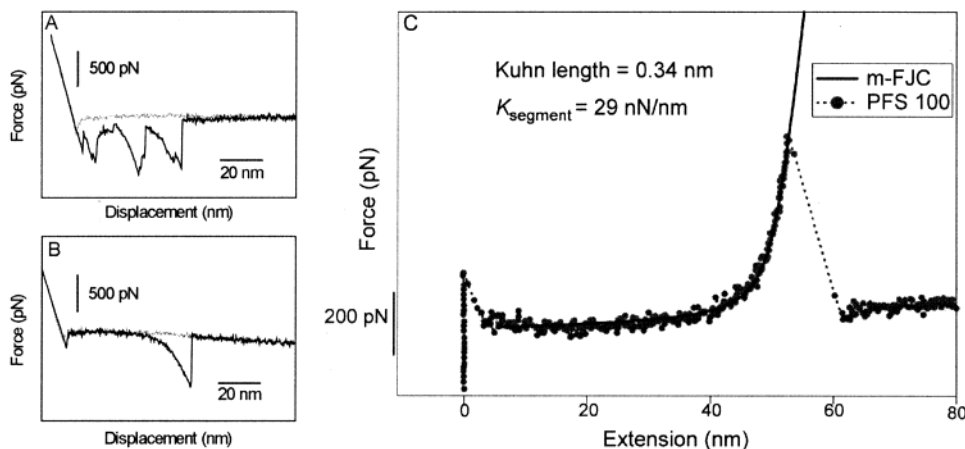 A
500 pN
Force (pN)
20 nm
Displacement (nm)
B
500 pN
Force (pN)
20 nm
Displacement (nm)
C
Kuhn length = 0.34 nm
Ksegment = 29 nN/nm
m-FJC
PFS 100
Force (pN)
200 pN
0 20 40 60 80
Extension (nm)